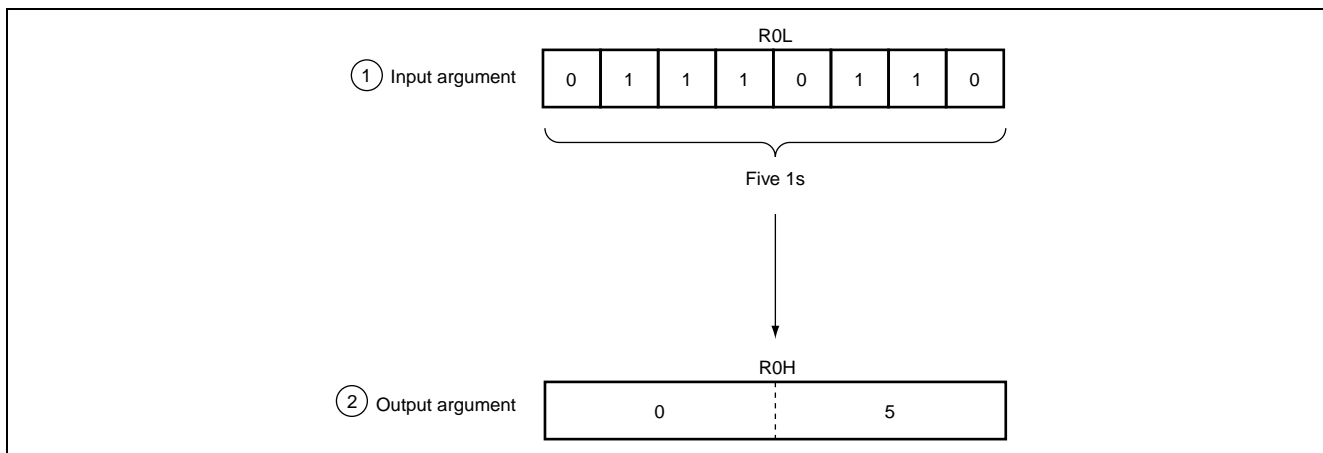 R0L
1 Input argument 0 1 1 1 0 1 1 0
Five 1s
R0H
2 Output argument 0 5